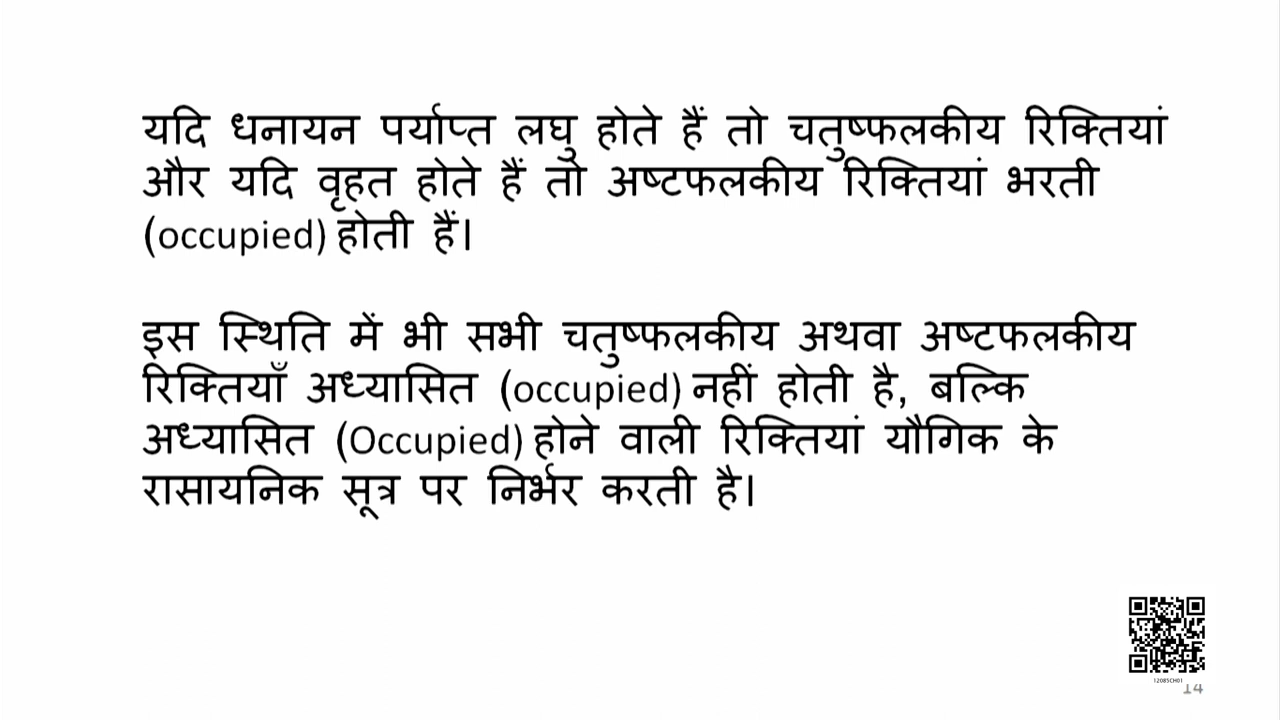 यदि धनायन पर्याप्त लघु होते हैं तो चतुष्फलकीय रिक्तियां
और यदि वृहत होते हैं तो अष्टफलकीय रिक्तियां भरती
(occupied) होती हैं।
इस स्थिति में भी सभी चतुष्फलकीय अथवा अष्टफलकीय
रिक्तियाँ अध्यासित (occupied) नहीं होती है, बल्कि
अध्यासित (Occupied) होने वाली रिक्तियां यौगिक के
रासायनिक सूत्र पर निर्भर करती है।
12085CH01
14